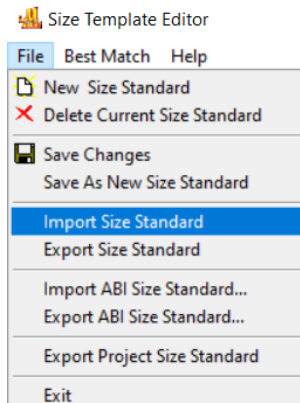 Size Template Editor
File Best Match Help
New Size Standard
Delete Current Size Standard
Save Changes
Save As New Size Standard
Import Size Standard
Export Size Standard
Import ABI Size Standard...
Export ABI Size Standard...
Export Project Size Standard
Exit